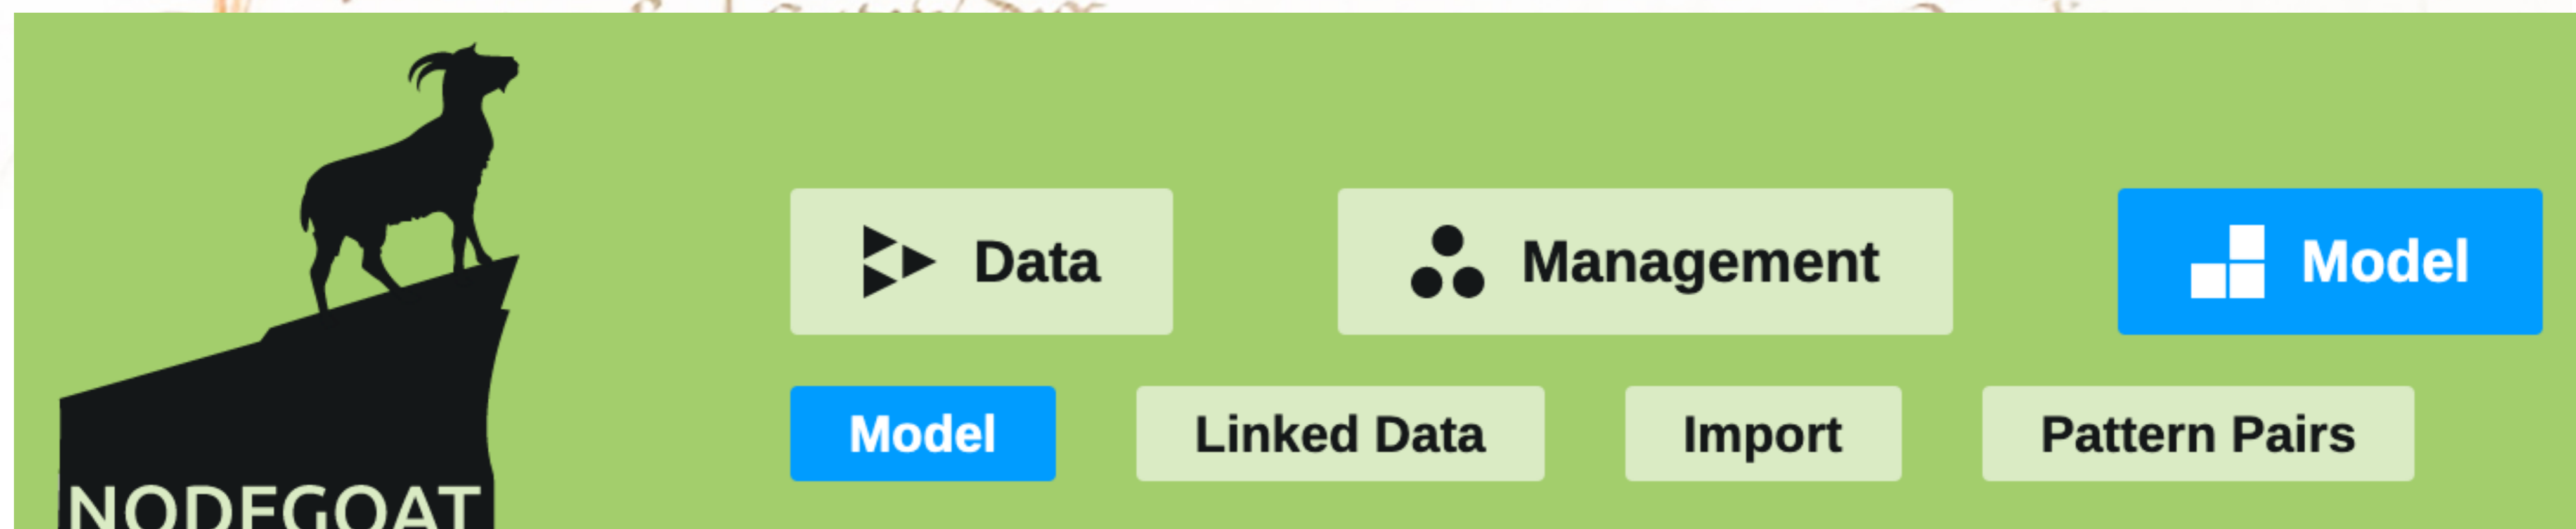 Data Management Model
Model Linked Data Import Pattern Pairs
NODEGOAT